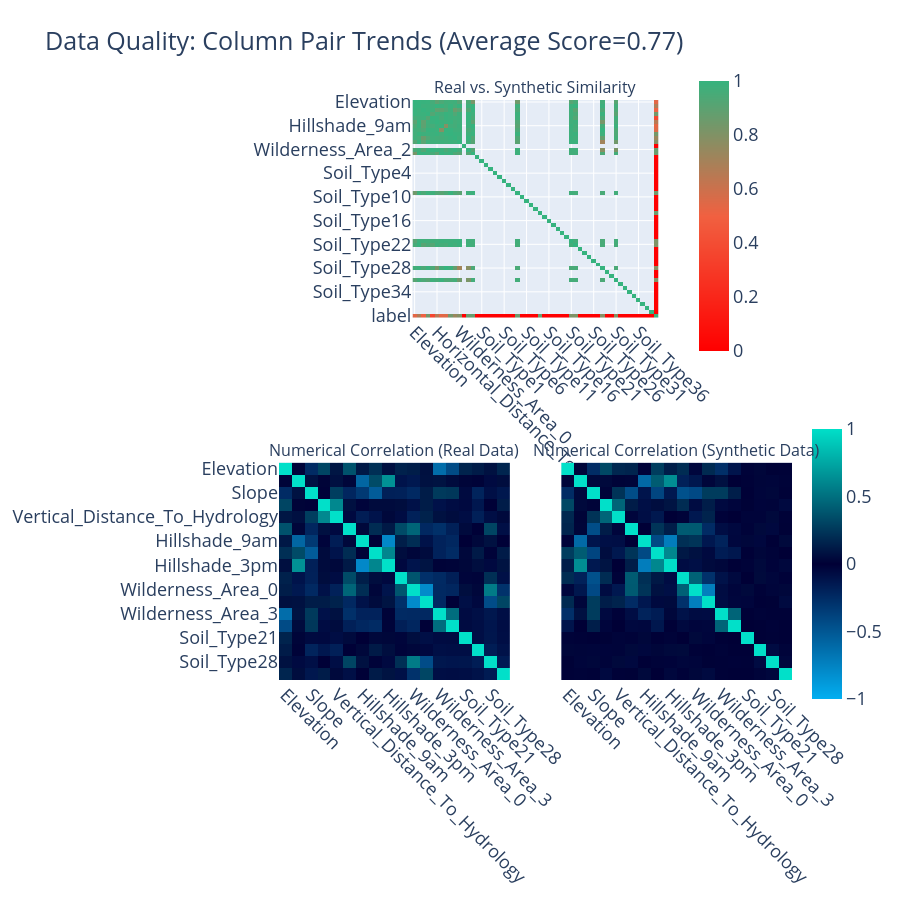 Data Quality: Column Pair Trends (Average Score=0.77)
Real vs. Synthetic Similarity
Elevation
Hillshade_9am
Wilderness_Area_2
Soil_Type4
Soil_Type10
Soil_Type16
Soil_Type22
Soil_Type28
Soil_Type34
label
Elevation
Wilderness_Area_0
Soil_Type1
Soil_Type6
Soil_Type11
Soil_Type16
Soil_Type21
Soil_Type26
Soil_Type31
Soil_Type36
1
0.8
0.6
0.4
0.2
0
Numerical Correlation (Real Data)
Numerical Correlation (Synthetic Data)
Elevation
Slope
Vertical_Distance_To_Hydrology
Hillshade_9am
Hillshade_3pm
Wilderness_Area_0
Wilderness_Area_3
Soil_Type21
Soil_Type28
Elevation
Slope
Vertical_Distance_To_Hydrology
Hillshade_9am
Hillshade_3pm
Wilderness_Area_0
Wilderness_Area_3
Soil_Type21
Soil_Type28
Elevation
Slope
Vertical_Distance_To_Hydrology
Hillshade_9am
Hillshade_3pm
Wilderness_Area_0
Wilderness_Area_3
Soil_Type21
Soil_Type28
1
0.5
0
−0.5
−1